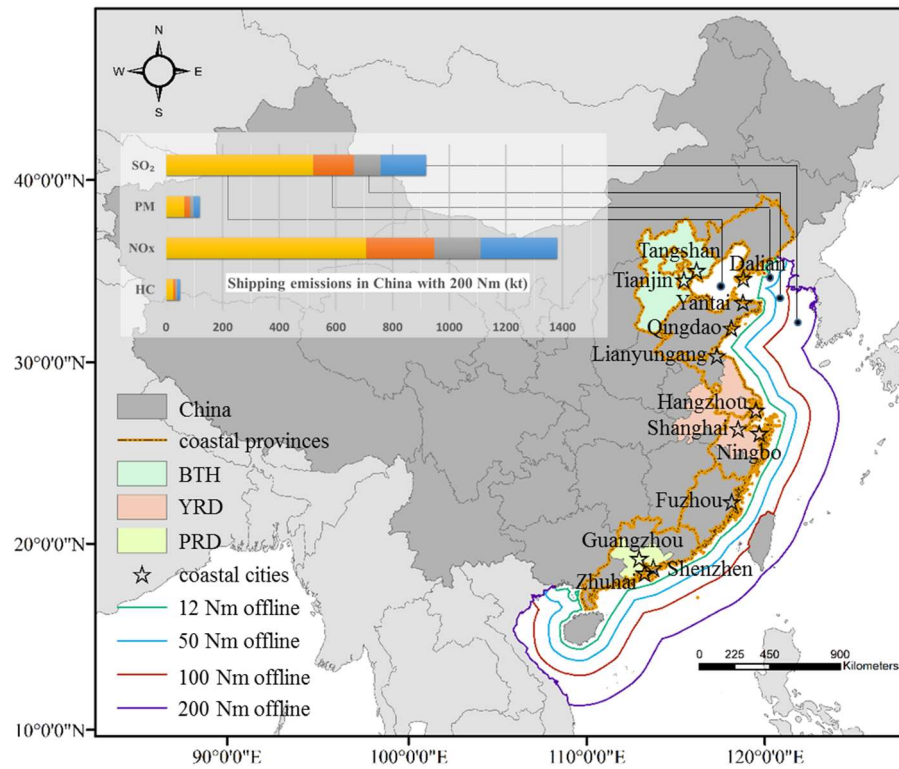 N
W E
S
SO₂
40°0'0"N
PM
NOx
Shipping emissions in China with 200 Nm (kt)
HC
0 200 400 600 800 1000 1200 1400
Tangshan
Tianjin
Dalian
Yantai
Qingdao
Lianyungang
30°0'0"N
Hangzhou
Shanghai
Ningbo
Fuzhou
Guangzhou
Shenzhen
Zhuhai
China
coastal provinces
BTH
YRD
PRD
coastal cities
12 Nm offline
50 Nm offline
100 Nm offline
200 Nm offline
20°0'0"N
0 225 450 900
Kilometers
10°0'0"N
90°0'0"E 100°0'0"E 110°0'0"E 120°0'0"E